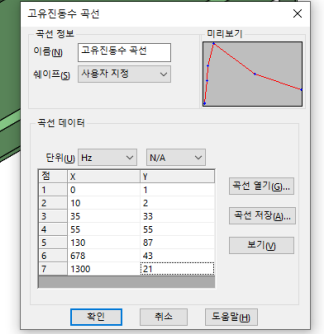 고유진동수 곡선
곡선 정보
이름(N)
고유진동수 곡선
쉐이프(S)
사용자 지정
미리보기
곡선 데이터
단위(U)
Hz
N/A
점 X Y
1 0 1
2 10 2
3 35 33
4 55 55
5 130 87
6 678 43
7 1300 21
곡선 열기(G)...
곡선 저장(A)...
보기(V)
확인
취소
도움말(H)